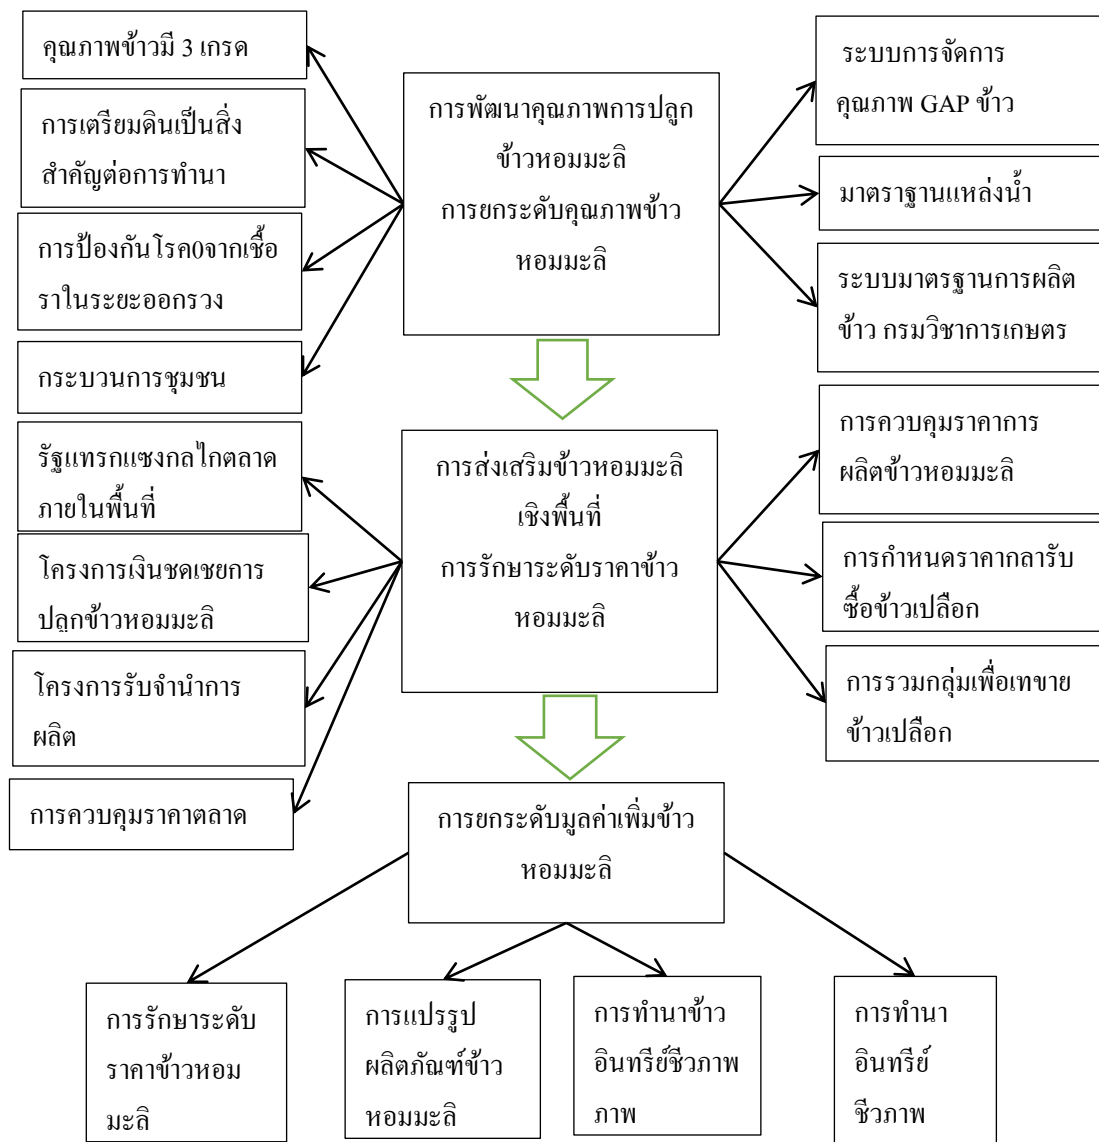 คุณภาพข้าวมี 3 เกรด
การเตรียมดินเป็นสิ่ง
สำคัญต่อการทำนา
การป้องกันโรค0จากเชื้อ
ราในระยะออกรวง
กระบวนการชุมชน
การพัฒนาคุณภาพการปลูก
ข้าวหอมมะลิ
การยกระดับคุณภาพข้าว
หอมมะลิ
ระบบการจัดการ
คุณภาพ GAP ข้าว
มาตราฐานแหล่งน้ำ
ระบบมาตรฐานการผลิต
ข้าว กรมวิชาการเกษตร
รัฐแทรกแซงกลไกตลาด
ภายในพื้นที่
โครงการเงินชดเชยการ
ปลูกข้าวหอมมะลิ
โครงการรับจำนำการ
ผลิต
การควบคุมราคาตลาด
การส่งเสริมข้าวหอมมะลิ
เชิงพื้นที่
การรักษาระดับราคาข้าว
หอมมะลิ
การควบคุมราคาการ
ผลิตข้าวหอมมะลิ
การกำหนดราคากลารับ
ซื้อข้าวเปลือก
การรวมกลุ่มเพื่อเทขาย
ข้าวเปลือก
การยกระดับมูลค่าเพิ่มข้าว
หอมมะลิ
การรักษาระดับ
ราคาข้าวหอม
มะลิ
การแปรรูป
ผลิตภัณฑ์ข้าว
หอมมะลิ
การทำนาข้าว
อินทรีย์ชีวภาพ
ภาพ
การทำนา
อินทรีย์
ชีวภาพ